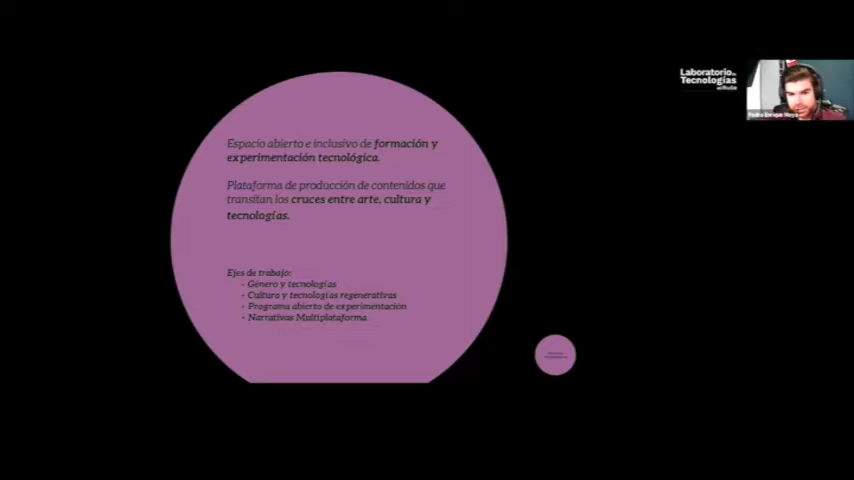 Espacio abierto e inclusivo de formación y
experimentación tecnológica.
Plataforma de producción de contenidos que
transitan los cruces entre arte, cultura y
tecnologías.
Ejes de trabajo:
- Género y tecnologías
- Cultura y tecnologías regenerativas
- Programa abierto de experimentación
- Narrativas Multiplataforma
Laboratorio de
Tecnologías
Enrique